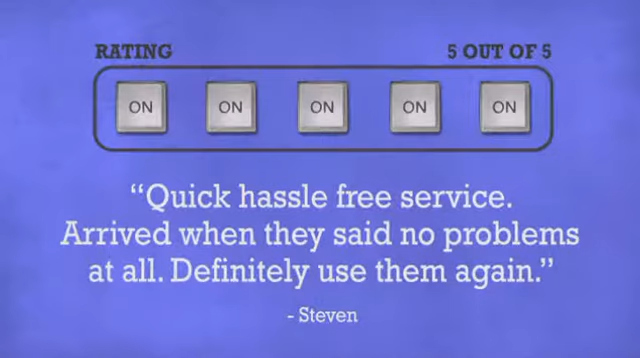 RATING 5 OUT OF 5
ON ON ON ON ON
“Quick hassle free service.
Arrived when they said no problems
at all. Definitely use them again.”
- Steven